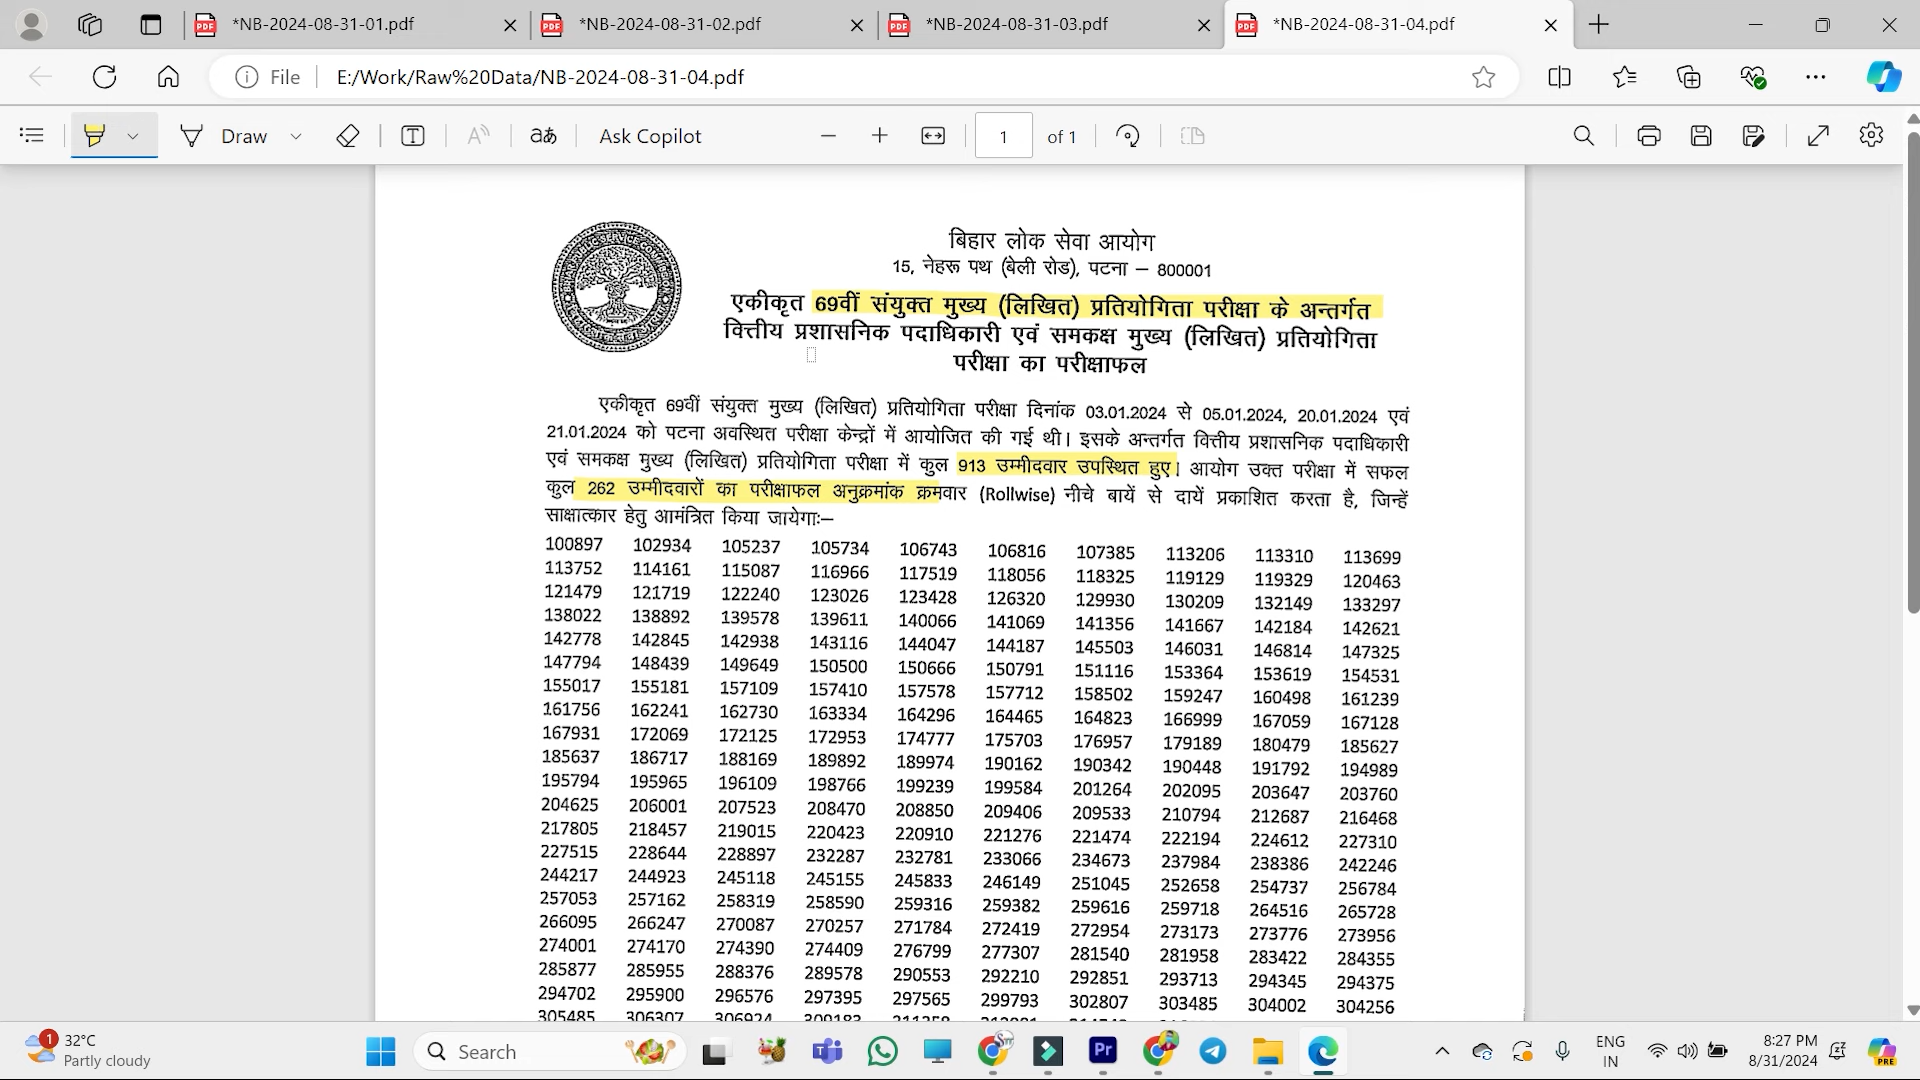 *NB-2024-08-31-01.pdf
*NB-2024-08-31-02.pdf
*NB-2024-08-31-03.pdf
*NB-2024-08-31-04.pdf
File
E:/Work/Raw%20Data/NB-2024-08-31-04.pdf
Draw
Ask Copilot
1 of 1
बिहार लोक सेवा आयोग
15, नेहरू पथ (बेली रोड), पटना – 800001
एकीकृत 69वीं संयुक्त मुख्य (लिखित) प्रतियोगिता परीक्षा के अन्तर्गत
वित्तीय प्रशासनिक पदाधिकारी एवं समकक्ष मुख्य (लिखित) प्रतियोगिता
परीक्षा का परीक्षाफल
एकीकृत 69वीं संयुक्त मुख्य (लिखित) प्रतियोगिता परीक्षा दिनांक 03.01.2024 से 05.01.2024, 20.01.2024 एवं
21.01.2024 को पटना अवस्थित परीक्षा केन्द्रों में आयोजित की गई थी। इसके अन्तर्गत वित्तीय प्रशासनिक पदाधिकारी
एवं समकक्ष मुख्य (लिखित) प्रतियोगिता परीक्षा में कुल 913 उम्मीदवार उपस्थित हुए। आयोग उक्त परीक्षा में सफल
कुल 262 उम्मीदवारों का परीक्षाफल अनुक्रमांक क्रमवार (Rollwise) नीचे बायें से दायें प्रकाशित करता है, जिन्हें
साक्षात्कार हेतु आमंत्रित किया जायेगाः–
100897 102934 105237 105734 106743 106816 107385 113206 113310 113699
113752 114161 115087 116966 117519 118056 118325 119129 119329 120463
121479 121719 122240 123026 123428 126320 129930 130209 132149 133297
138022 138892 139578 139611 140066 141069 141356 141667 142184 142621
142778 142845 142938 143116 144047 144187 145503 146031 146814 147325
147794 148439 149649 150500 150666 150791 151116 153364 153619 154531
155017 155181 157109 157410 157578 157712 158502 159247 160498 161239
161756 162241 162730 163334 164296 164465 164823 166999 167059 167128
167931 172069 172125 172953 174777 175703 176957 179189 180479 185627
185637 186717 188169 189892 189974 190162 190342 190448 191792 194989
195794 195965 196109 198766 199239 199584 201264 202095 203647 203760
204625 206001 207523 208470 208850 209406 209533 210794 212687 216468
217805 218457 219015 220423 220910 221276 221474 222194 224612 227310
227515 228644 228897 232287 232781 233066 234673 237984 238386 242246
244217 244923 245118 245155 245833 246149 251045 252658 254737 256784
257053 257162 258319 258590 259316 259382 259616 259718 264516 265728
266095 266247 270087 270257 271784 272419 272954 273173 273776 273956
274001 274170 274390 274409 276799 277307 281540 281958 283422 284355
285877 285955 288376 289578 290553 292210 292851 293713 294345 294375
294702 295900 296576 297395 297565 299793 302807 303485 304002 304256
305485 306307 306924
1
32°C
Partly cloudy
Search
ENG
IN
8:27 PM
8/31/2024